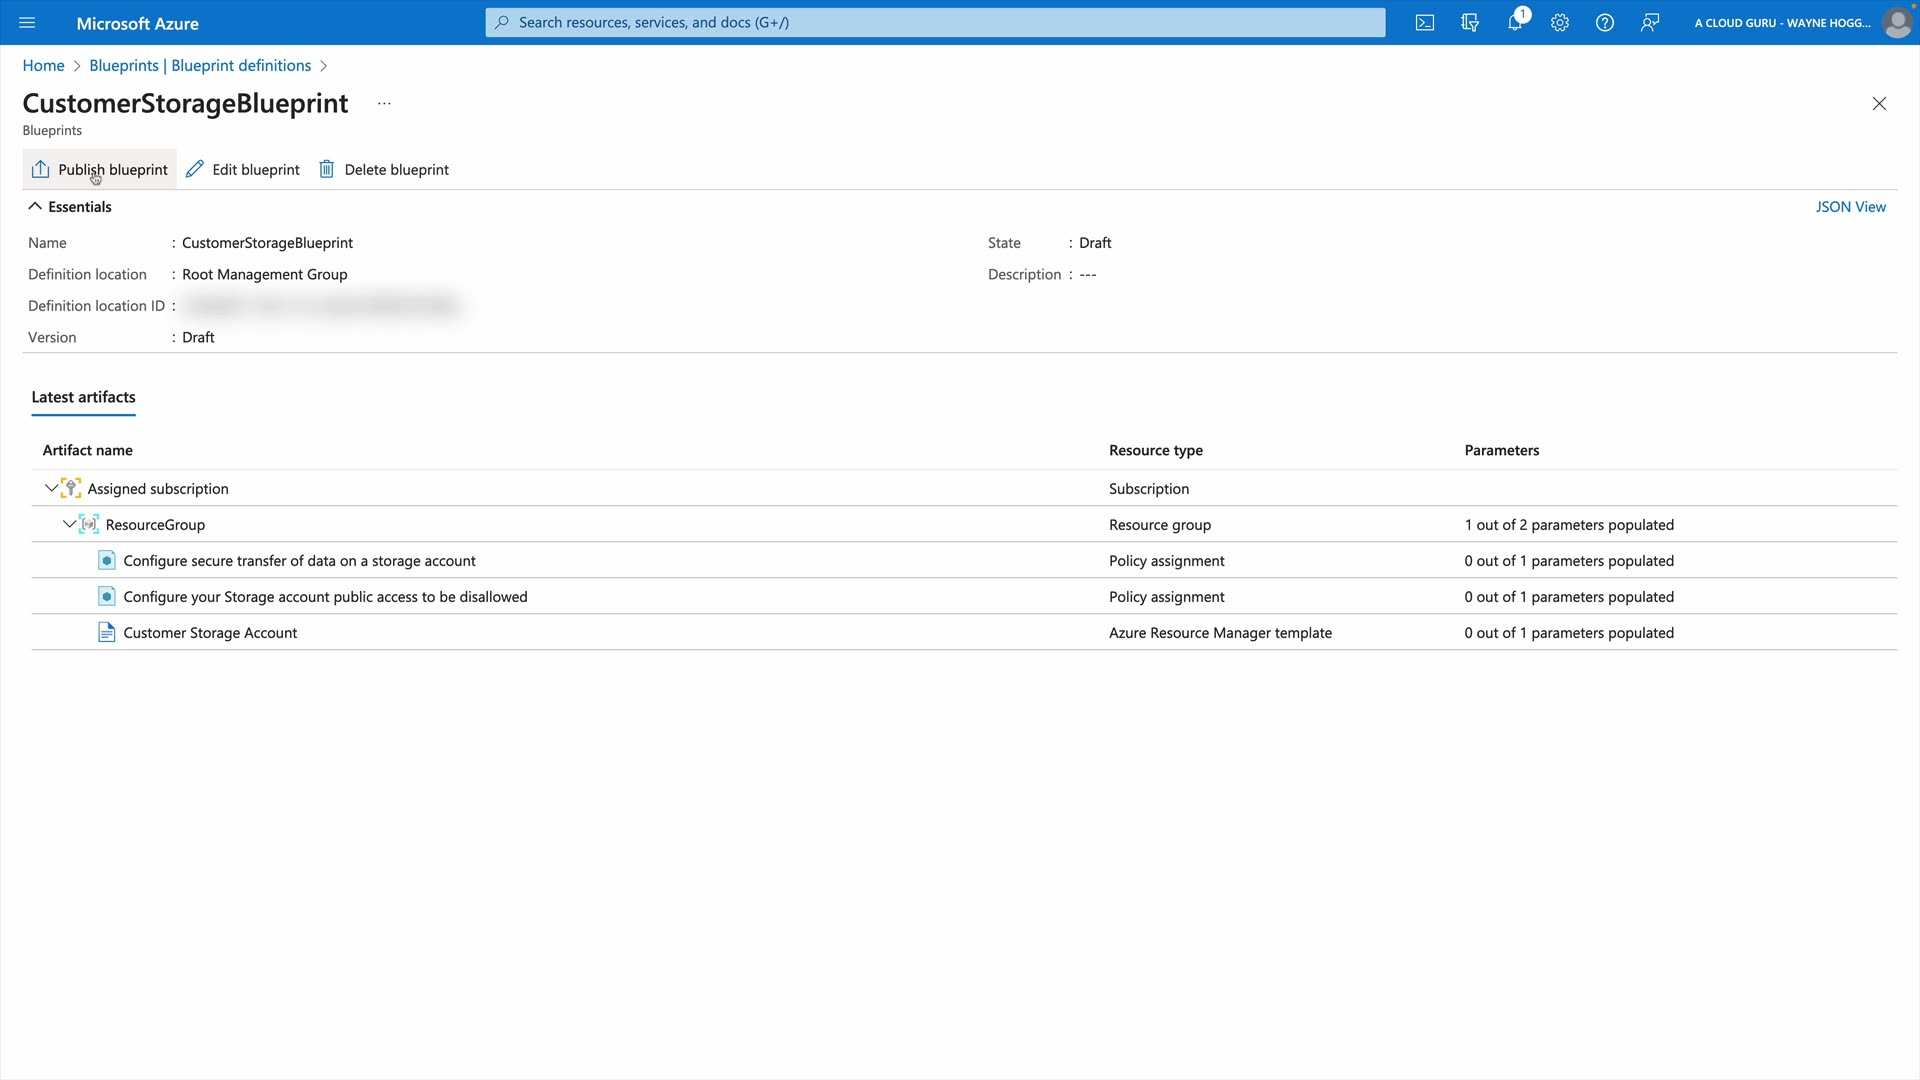 Microsoft Azure
Search resources, services, and docs (G+/)
1
A CLOUD GURU - WAYNE HOGG...
Home > Blueprints | Blueprint definitions >
CustomerStorageBlueprint ...
Blueprints
Publish blueprint
Edit blueprint
Delete blueprint
Essentials
JSON View
Name : CustomerStorageBlueprint
State : Draft
Definition location : Root Management Group
Description : ---
Definition location ID :
Version : Draft
Latest artifacts
Artifact name Resource type Parameters
Assigned subscription Subscription
ResourceGroup Resource group 1 out of 2 parameters populated
Configure secure transfer of data on a storage account Policy assignment 0 out of 1 parameters populated
Configure your Storage account public access to be disallowed Policy assignment 0 out of 1 parameters populated
Customer Storage Account Azure Resource Manager template 0 out of 1 parameters populated